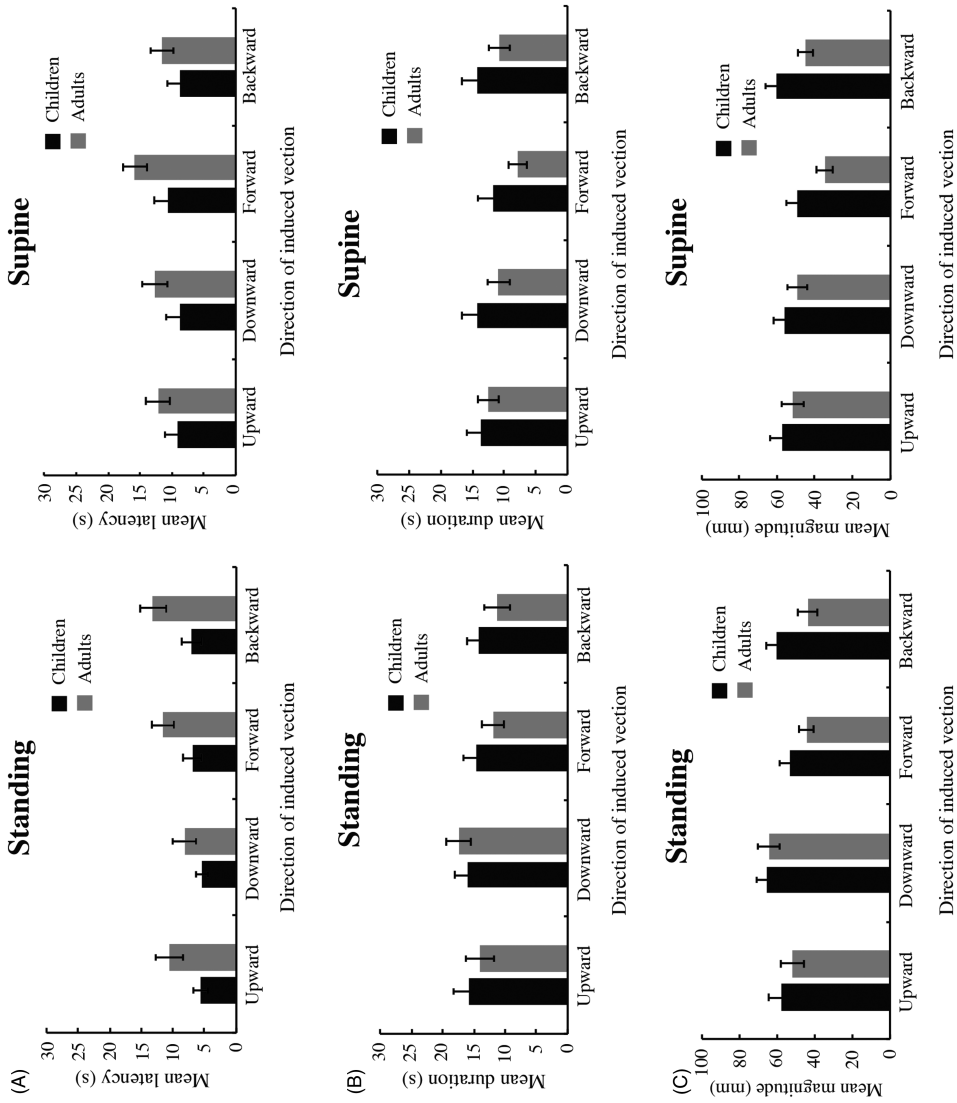 (A)
Standing
Children
Adults
Mean latency (s)
30
25
20
15
10
5
0
Upward Downward Forward Backward
Direction of induced vection
Supine
Children
Adults
Mean latency (s)
30
25
20
15
10
5
0
Upward Downward Forward Backward
Direction of induced vection
(B)
Standing
Children
Adults
Mean duration (s)
30
25
20
15
10
5
0
Upward Downward Forward Backward
Direction of induced vection
Supine
Children
Adults
Mean duration (s)
30
25
20
15
10
5
0
Upward Downward Forward Backward
Direction of induced vection
(C)
Standing
Children
Adults
Mean magnitude (mm)
100
80
60
40
20
0
Upward Downward Forward Backward
Direction of induced vection
Supine
Children
Adults
Mean magnitude (mm)
100
80
60
40
20
0
Upward Downward Forward Backward
Direction of induced vection